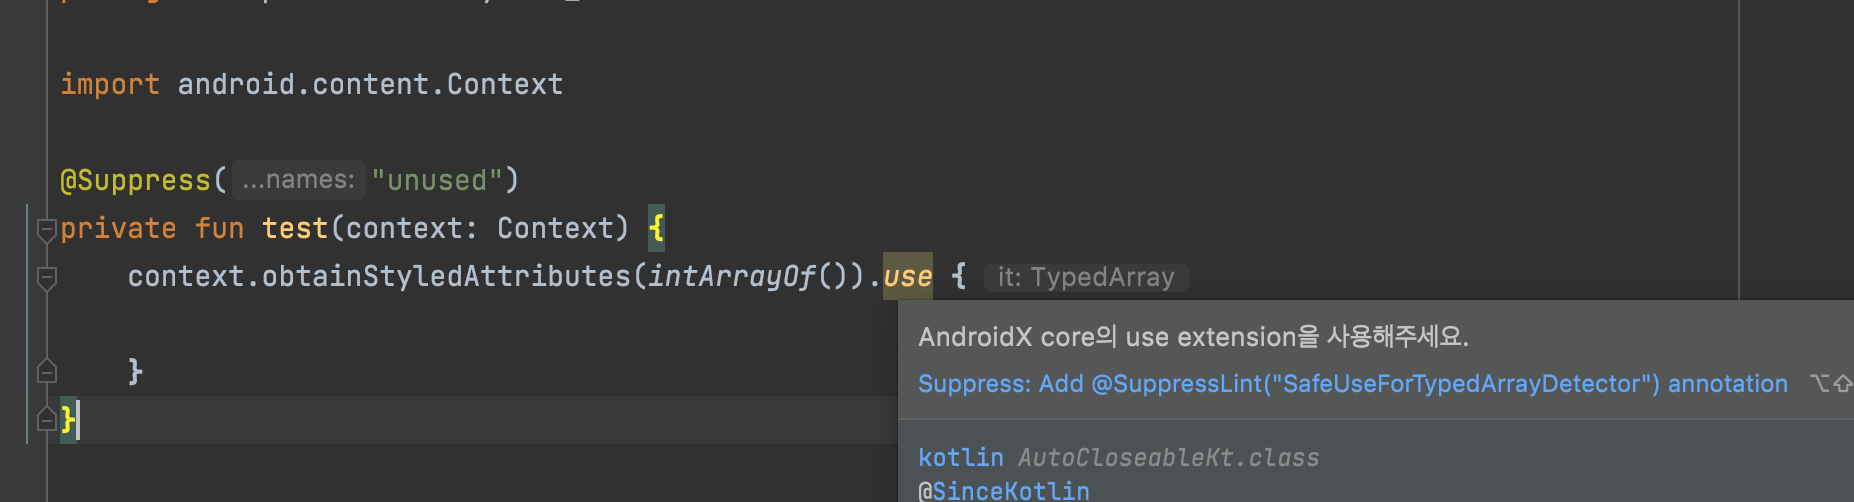 import android.content.Context
@Suppress(...names: "unused")
private fun test(context: Context) {
context.obtainStyledAttributes(intArrayOf()).use { it: TypedArray
AndroidX core의 use extension을 사용해주세요.
Suppress: Add @SuppressLint("SafeUseForTypedArrayDetector") annotation ⌥⇧
}
}
kotlin AutoCloseableKt.class
@SinceKotlin